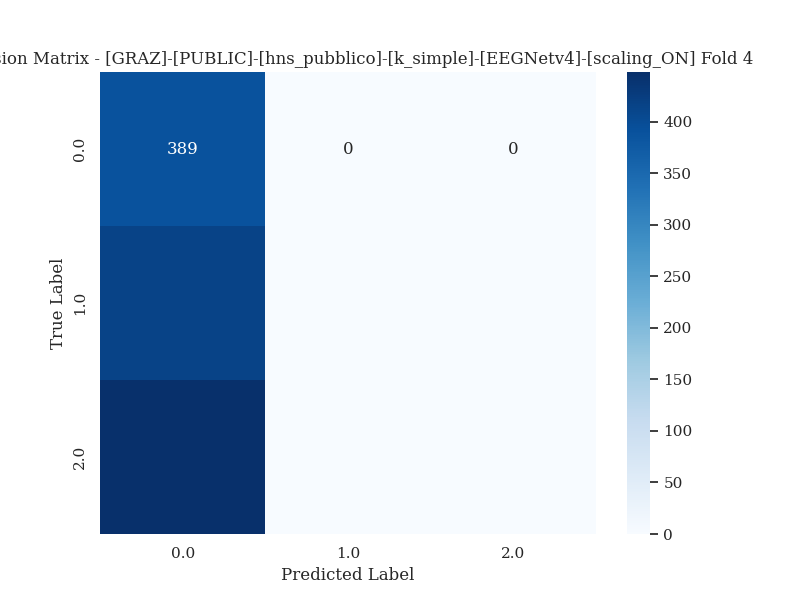 sion Matrix - [GRAZ]-[PUBLIC]-[hns_pubblico]-[k_simple]-[EEGNetv4]-[scaling_ON] Fold 4
389 0 0
0.0
1.0
2.0
True Label
0.0 1.0 2.0
Predicted Label
400
350
300
250
200
150
100
50
0